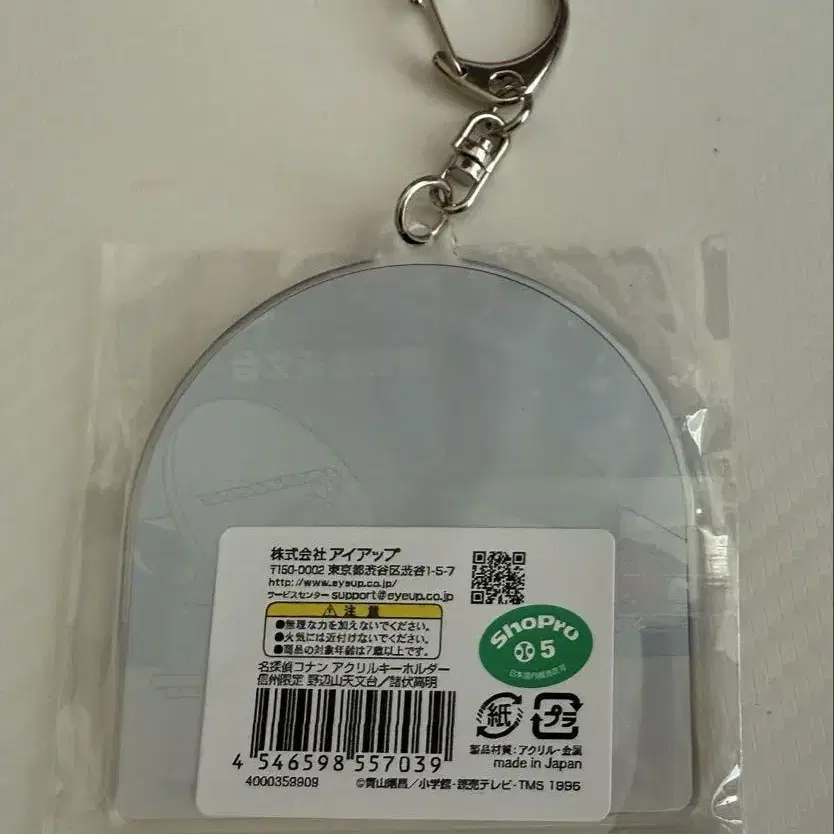 株式会社 アイアップ
〒150-0002 東京都渋谷区渋谷1-5-7
http://www.eyeup.co.jp/
サービスセンター support@eyeup.co.jp
⚠ 注意
●無理な力を加えないでください。
●火気には近付けないでください。
●商品の対象年齢は7歳以上です。
名探偵コナン アクリルキーホルダー
信州限定 野辺山天文台/諸伏高明
4 546598 557039
4000359909
ShoPro
5
日本国内販売許可
紙
プラ
製品材質:アクリル・金属
made in Japan
©青山剛昌/小学館・読売テレビ・TMS 1996